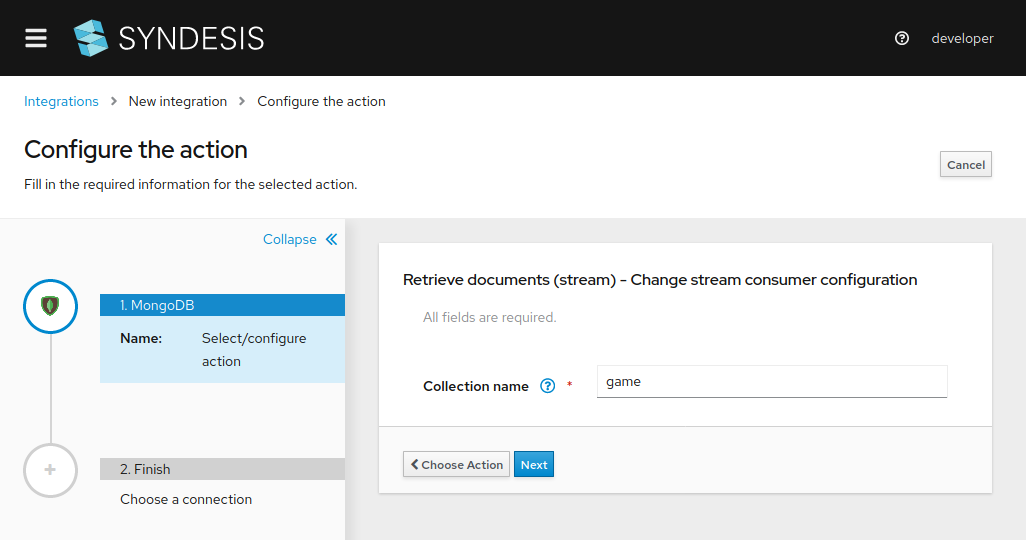 SYNDESIS
developer
Integrations > New integration > Configure the action
Configure the action
Fill in the required information for the selected action.
Cancel
Collapse
1. MongoDB
Name: Select/configure
action
2. Finish
Choose a connection
Retrieve documents (stream) - Change stream consumer configuration
All fields are required.
Collection name ? * game
Choose Action Next